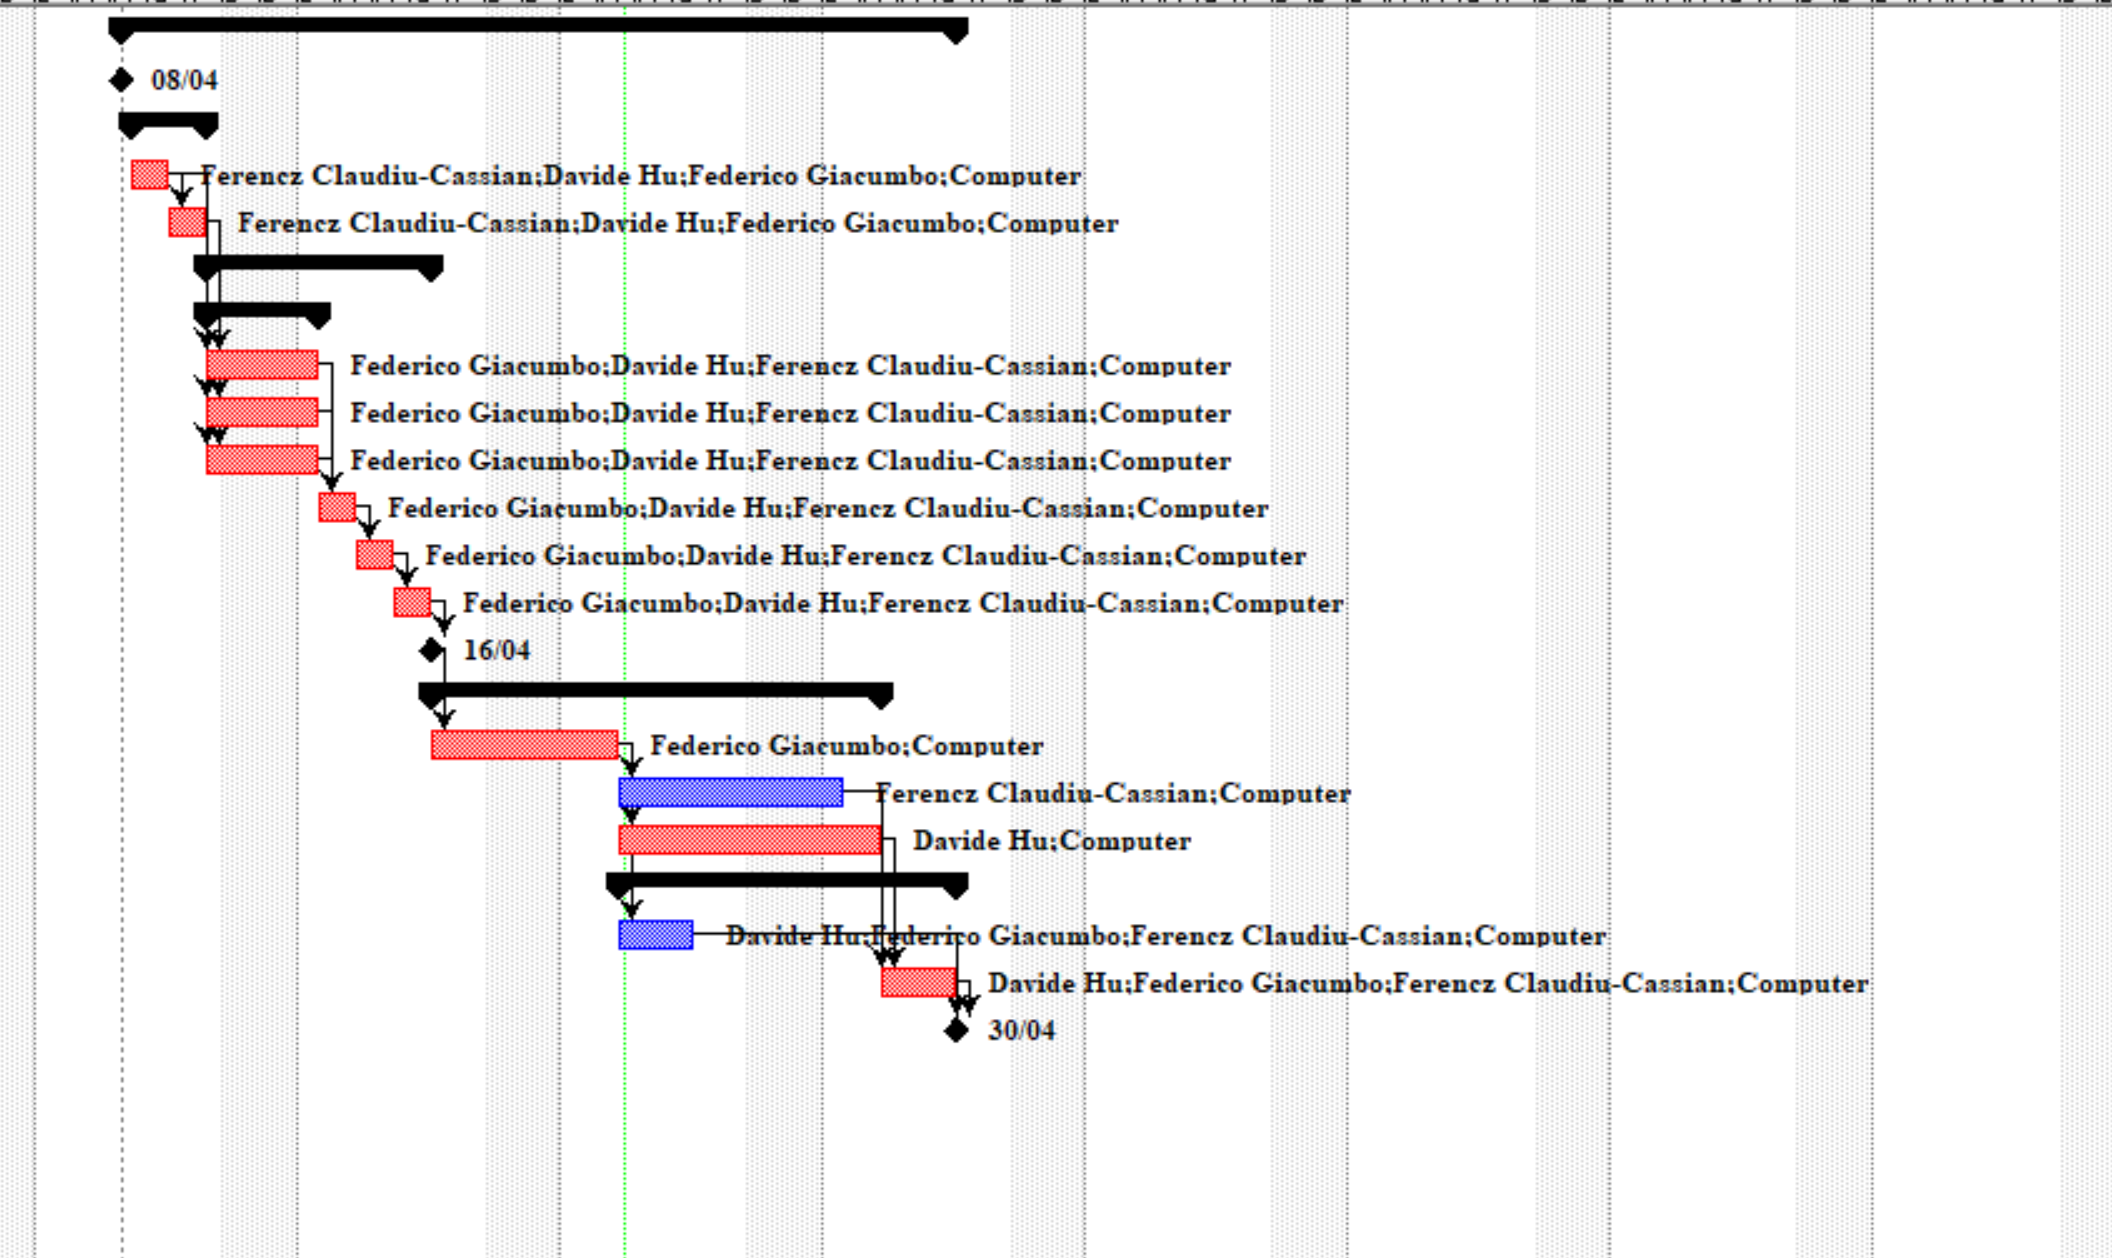 08/04
Ferencz Claudiu-Cassian;Davide Hu;Federico Giacumbo;Computer
Ferencz Claudiu-Cassian;Davide Hu;Federico Giacumbo;Computer
Federico Giacumbo;Davide Hu;Ferencz Claudiu-Cassian;Computer
Federico Giacumbo;Davide Hu;Ferencz Claudiu-Cassian;Computer
Federico Giacumbo;Davide Hu;Ferencz Claudiu-Cassian;Computer
Federico Giacumbo;Davide Hu;Ferencz Claudiu-Cassian;Computer
Federico Giacumbo;Davide Hu;Ferencz Claudiu-Cassian;Computer
Federico Giacumbo;Davide Hu;Ferencz Claudiu-Cassian;Computer
16/04
Federico Giacumbo;Computer
Ferencz Claudiu-Cassian;Computer
Davide Hu;Computer
Davide Hu;Federico Giacumbo;Ferencz Claudiu-Cassian;Computer
Davide Hu;Federico Giacumbo;Ferencz Claudiu-Cassian;Computer
30/04